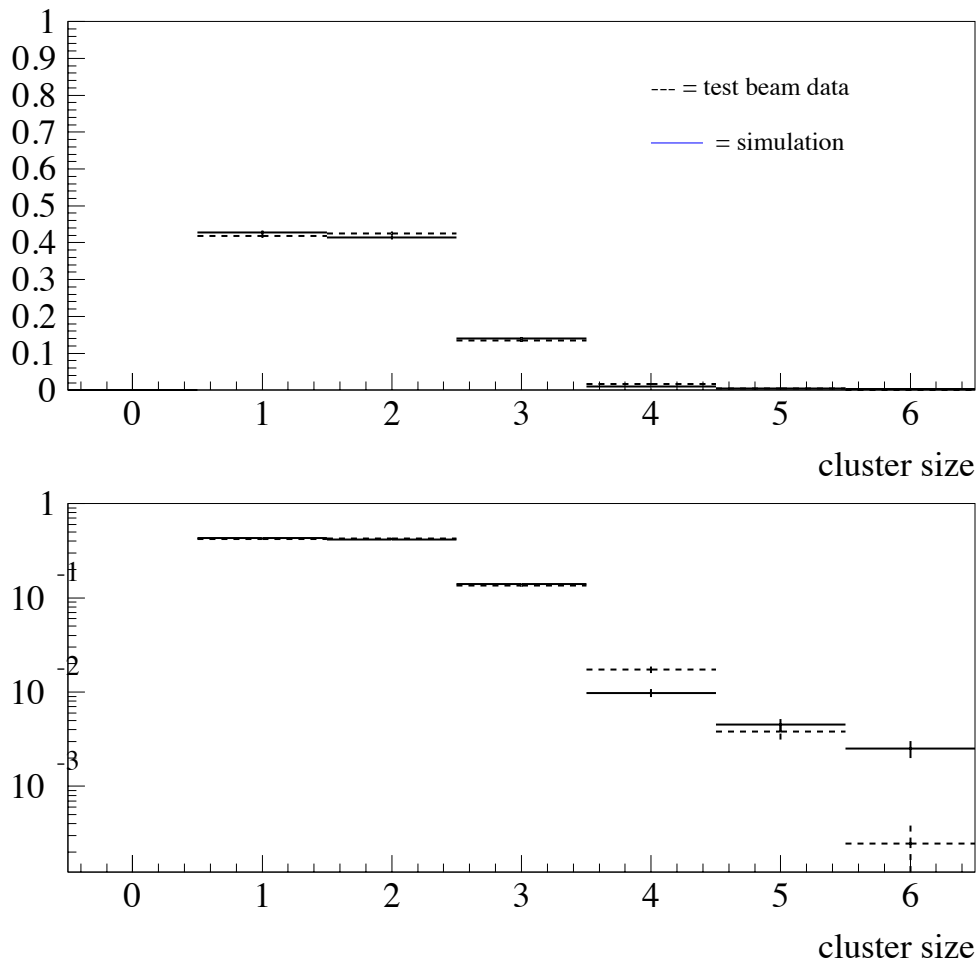 1
0.9
0.8
0.7
0.6
0.5
0.4
0.3
0.2
0.1
0
--- = test beam data
= simulation
0 1 2 3 4 5 6
cluster size
1
10 -1
10 -2
10 -3
0 1 2 3 4 5 6
cluster size